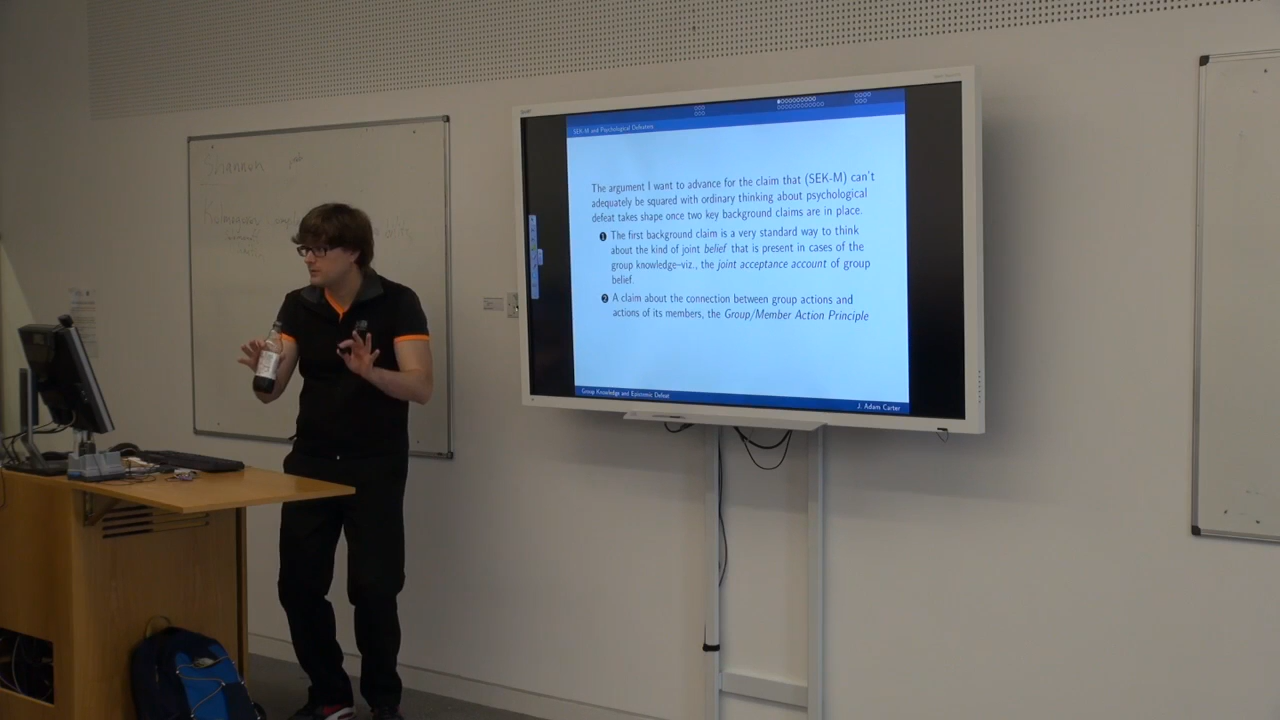 Shannon
SEK-M and Psychological Defeaters
The argument I want to advance for the claim that (SEK-M) can't
adequately be squared with ordinary thinking about psychological
defeat takes shape once two key background claims are in place.
1 The first background claim is a very standard way to think
about the kind of joint belief that is present in cases of the
group knowledge–viz., the joint acceptance account of group
belief.
2 A claim about the connection between group actions and
actions of its members, the Group/Member Action Principle
Group Knowledge and Epistemic Defeat
J. Adam Carter